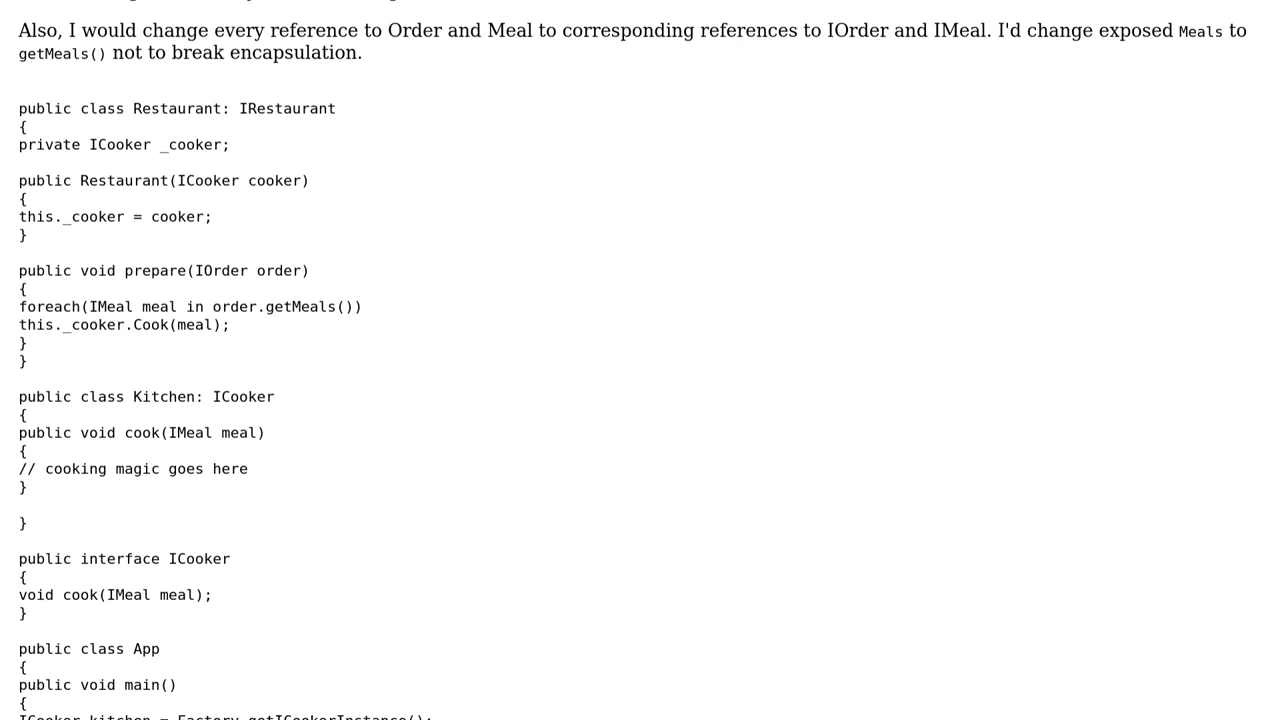 Also, I would change every reference to Order and Meal to corresponding references to IOrder and IMeal. I'd change exposed Meals to
getMeals() not to break encapsulation.
public class Restaurant: IRestaurant
{
private ICooker _cooker;
public Restaurant(ICooker cooker)
{
this._cooker = cooker;
}
public void prepare(IOrder order)
{
foreach(IMeal meal in order.getMeals())
this._cooker.Cook(meal);
}
}
public class Kitchen: ICooker
{
public void cook(IMeal meal)
{
// cooking magic goes here
}
}
public interface ICooker
{
void cook(IMeal meal);
}
public class App
{
public void main()
{
ICooker kitchen = Factory.getICookerInstance();